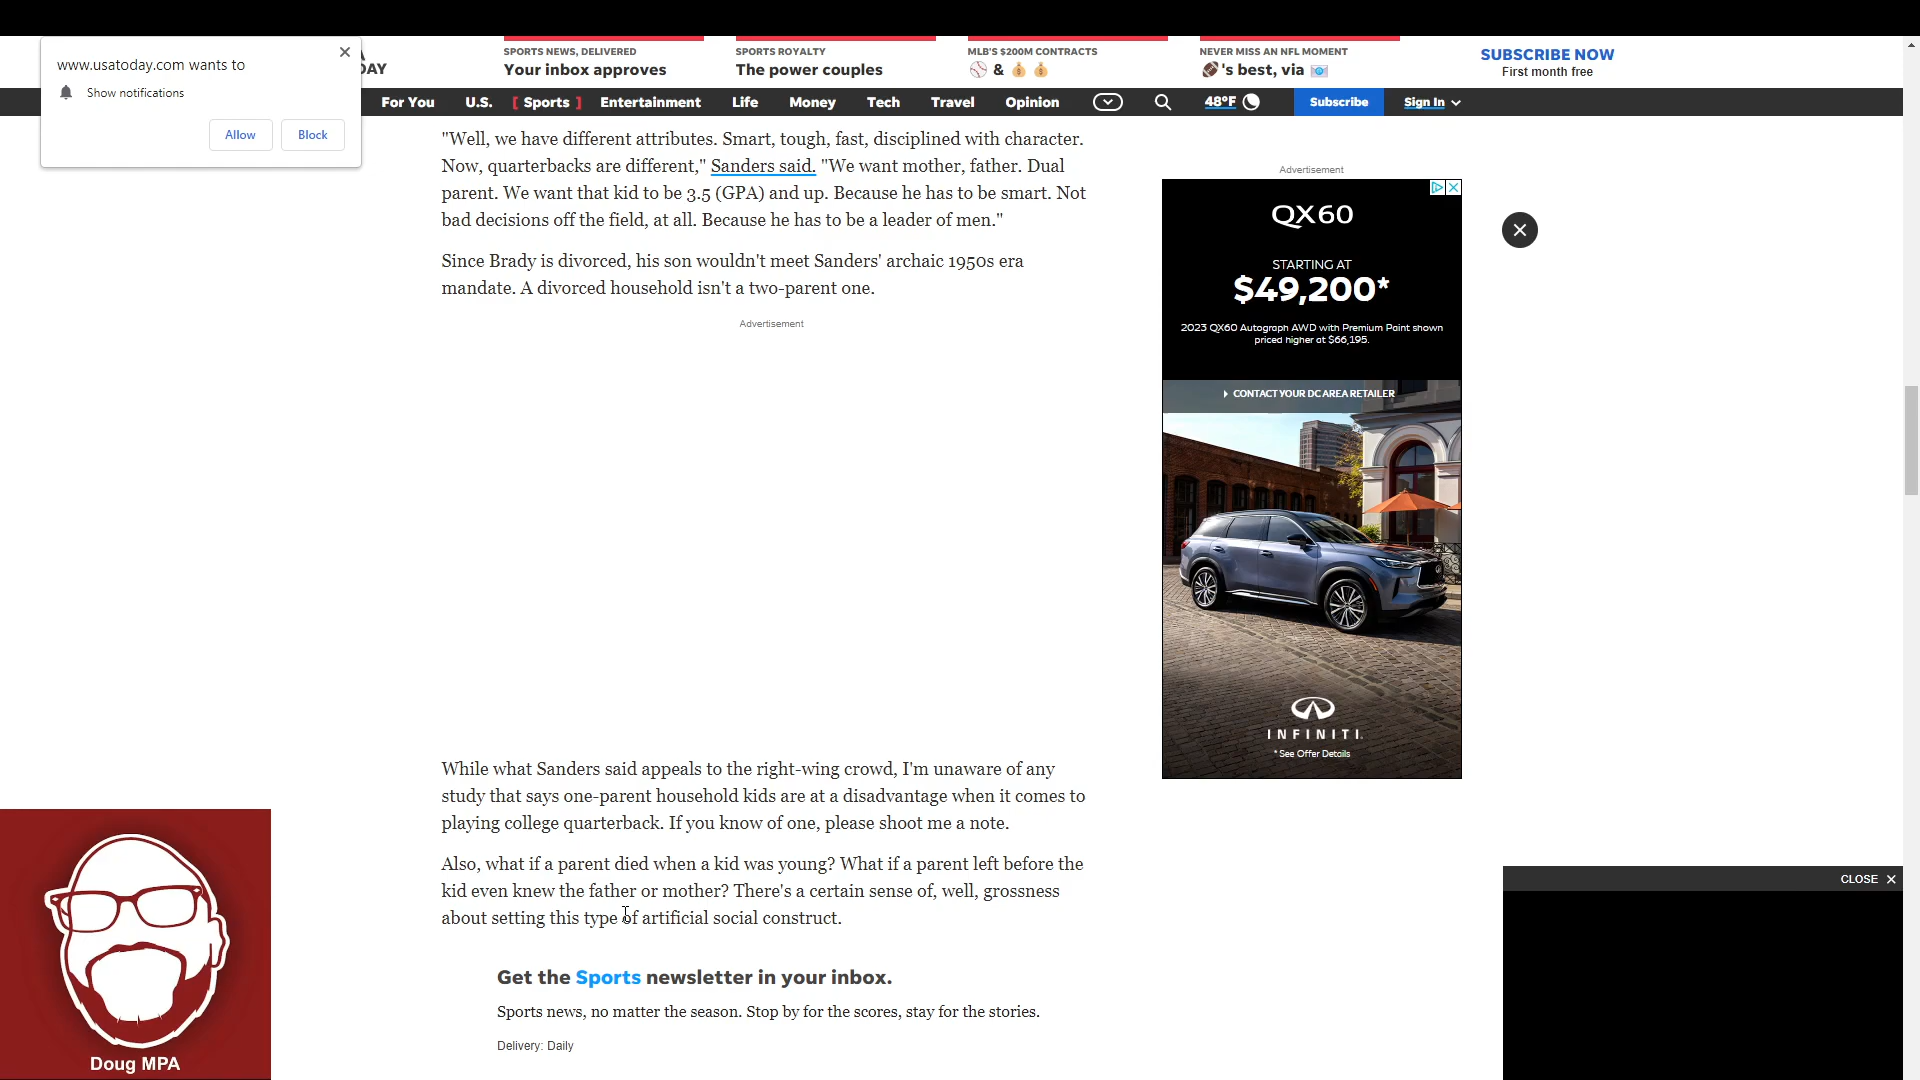 www.usatoday.com wants to
Show notifications
Allow
Block
DAY
SPORTS NEWS, DELIVERED
Your inbox approves
SPORTS ROYALTY
The power couples
MLB'S $200M CONTRACTS
⚾ & 💰 💰
NEVER MISS AN NFL MOMENT
🏈's best, via 📧
SUBSCRIBE NOW
First month free
For You U.S. [ Sports ] Entertainment Life Money Tech Travel Opinion 48°F Subscribe Sign In
"Well, we have different attributes. Smart, tough, fast, disciplined with character.
Now, quarterbacks are different," Sanders said. "We want mother, father. Dual
parent. We want that kid to be 3.5 (GPA) and up. Because he has to be smart. Not
bad decisions off the field, at all. Because he has to be a leader of men."
Since Brady is divorced, his son wouldn't meet Sanders' archaic 1950s era
mandate. A divorced household isn't a two-parent one.
Advertisement
While what Sanders said appeals to the right-wing crowd, I'm unaware of any
study that says one-parent household kids are at a disadvantage when it comes to
playing college quarterback. If you know of one, please shoot me a note.
Also, what if a parent died when a kid was young? What if a parent left before the
kid even knew the father or mother? There's a certain sense of, well, grossness
about setting this type of artificial social construct.
Get the Sports newsletter in your inbox.
Sports news, no matter the season. Stop by for the scores, stay for the stories.
Delivery: Daily
Advertisement
QX60
STARTING AT
$49,200*
2023 QX60 Autograph AWD with Premium Paint shown
priced higher at $66,195.
CONTACT YOUR DC AREA RETAILER
INFINITI
* See Offer Details
CLOSE
Doug MPA